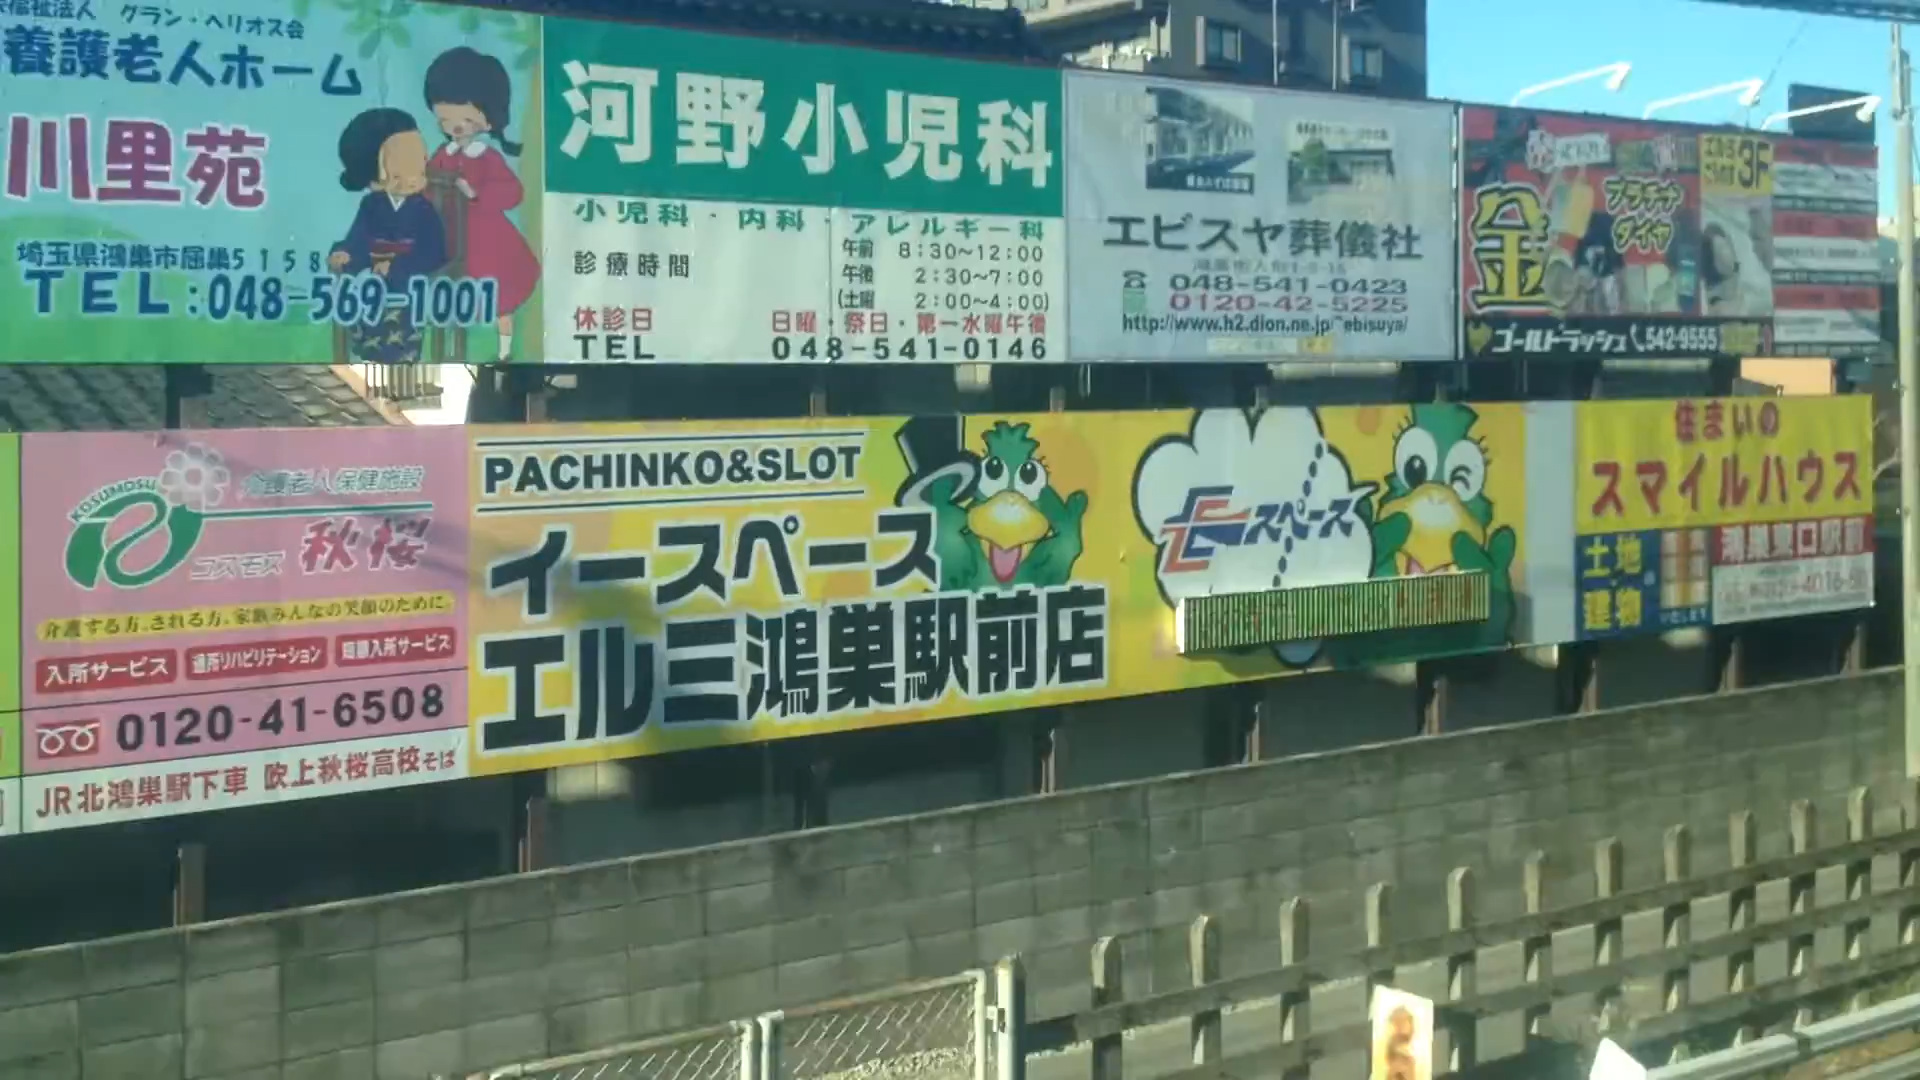 福祉法人 グラン・ヘリオス会
養護老人ホーム
川里苑
埼玉県鴻巣市屈巣5158
TEL:048-569-1001
河野小児科
小児科・内科・アレルギー科
診療時間
午前 8:30〜12:00
午後 2:30〜7:00
(土曜 2:00〜4:00)
休診日 日曜・祭日・第一水曜午後
TEL 048-541-0146
エビスヤ葬儀社
048-541-0423
0120-42-5225
http://www.h2.dion.ne.jp/~ebisuya/
金
プラチナ
ダイヤ
3F
ゴールドラッシュ 542-9555
KOSUMOSU
介護老人保健施設
コスモス 秋桜
介護する方、される方、家族みんなの笑顔のために。
入所サービス 通所リハビリテーション 短期入所サービス
0120-41-6508
JR北鴻巣駅下車 吹上秋桜高校そば
PACHINKO&SLOT
イースペース
エルミ鴻巣駅前店
スペース
住まいの
スマイルハウス
土地
建物
鴻巣東口駅前